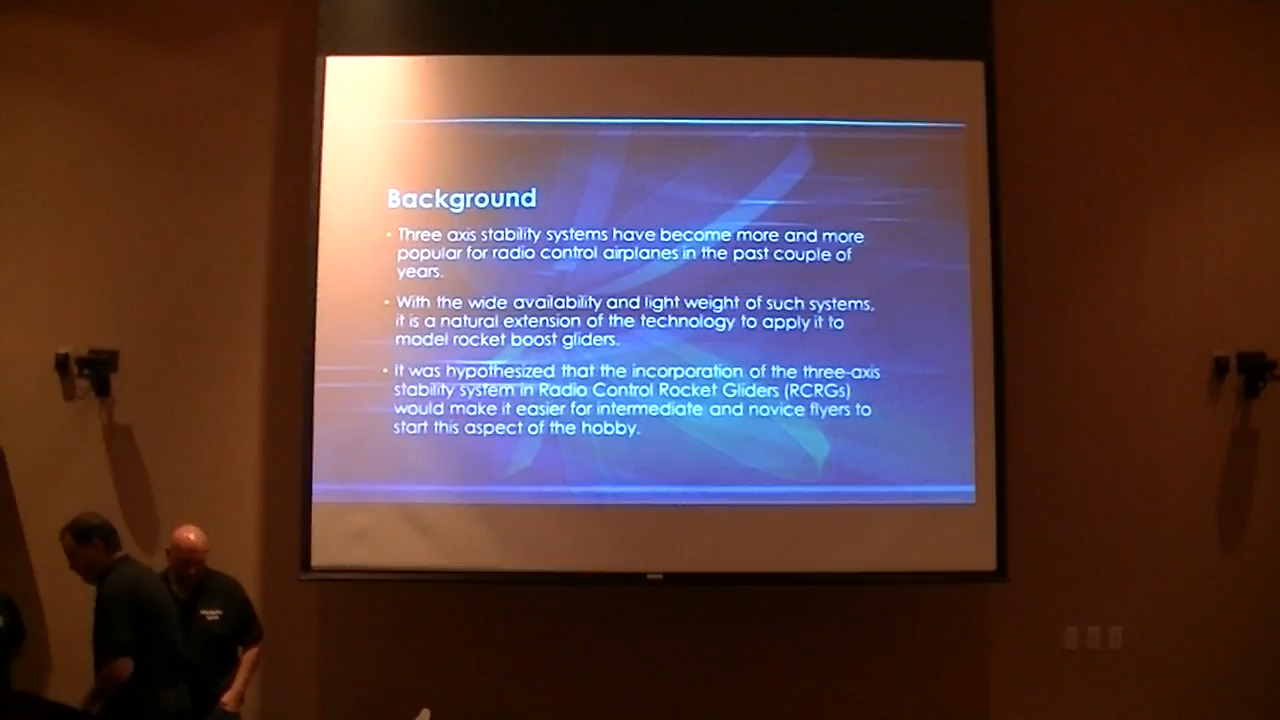 Background
• Three axis stability systems have become more and more
popular for radio control airplanes in the past couple of
years.
• With the wide availability and light weight of such systems,
it is a natural extension of the technology to apply it to
model rocket boost gliders.
• It was hypothesized that the incorporation of the three-axis
stability system in Radio Control Rocket Gliders (RCRGs)
would make it easier for intermediate and novice flyers to
start this aspect of the hobby.